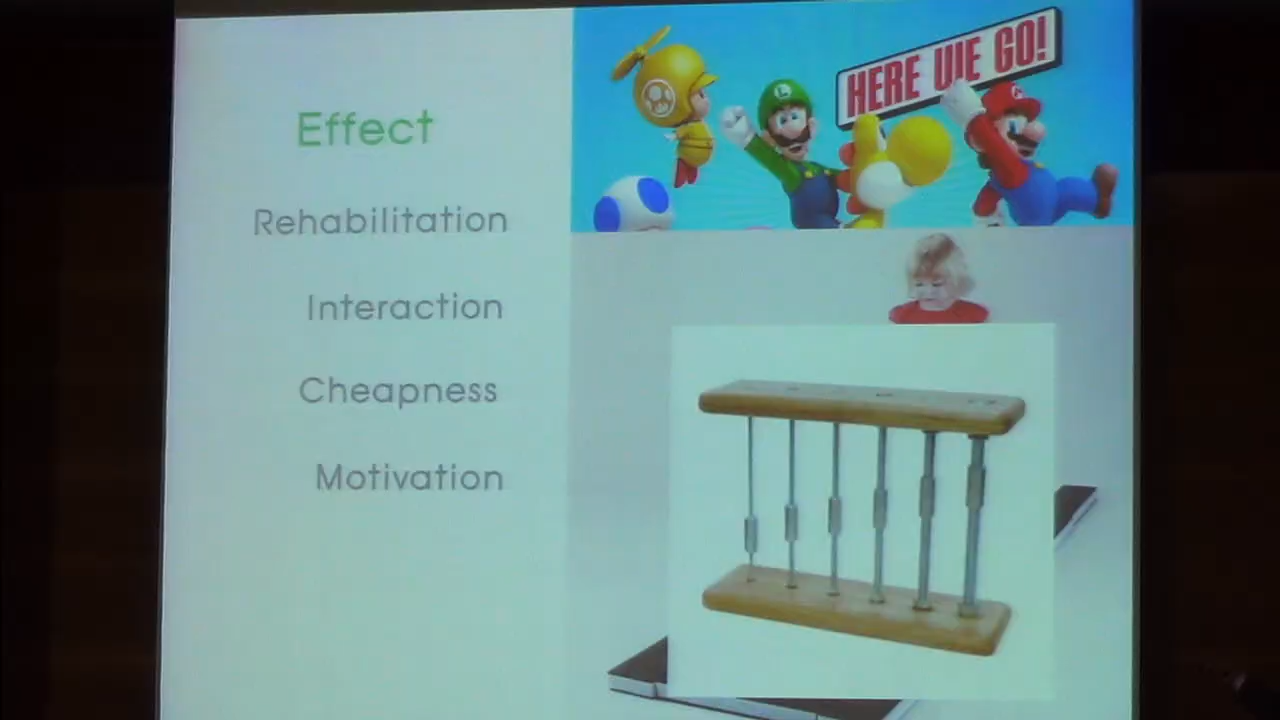 Effect
Rehabilitation
Interaction
Cheapness
Motivation
HERE WE GO!
L
M